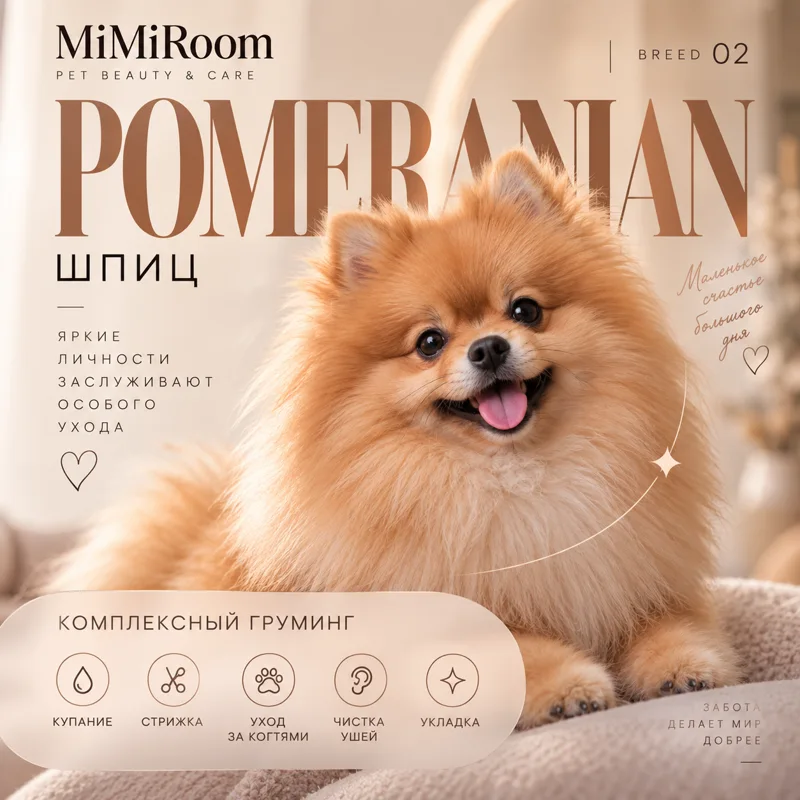 MiMiRoom
PET BEAUTY & CARE
BREED 02
POMERANIAN
ШПИЦ
ЯРКИЕ
ЛИЧНОСТИ
ЗАСЛУЖИВАЮТ
ОСОБОГО
УХОДА
Маленькое
счастье
большого
дня
КОМПЛЕКСНЫЙ ГРУМИНГ
КУПАНИЕ
СТРИЖКА
УХОД
ЗА КОГТЯМИ
ЧИСТКА
УШЕЙ
УКЛАДКА
ЗАБОТА
ДЕЛАЕТ МИР
ДОБРЕЕ